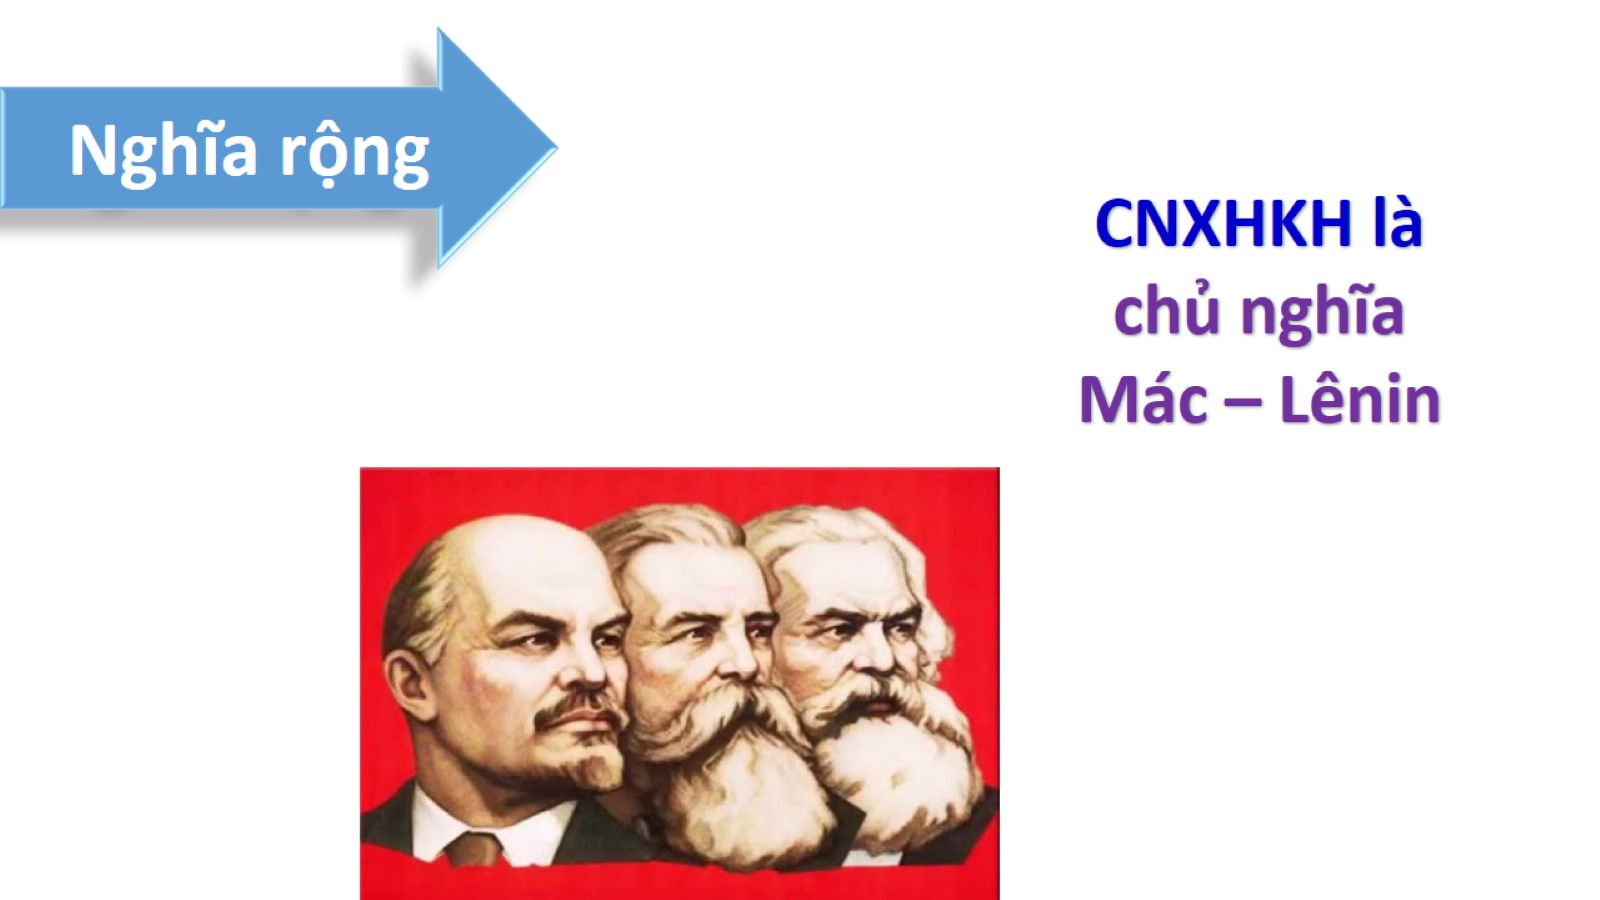 Nghĩa rộng
CNXHKH là
chủ nghĩa
Mác – Lênin